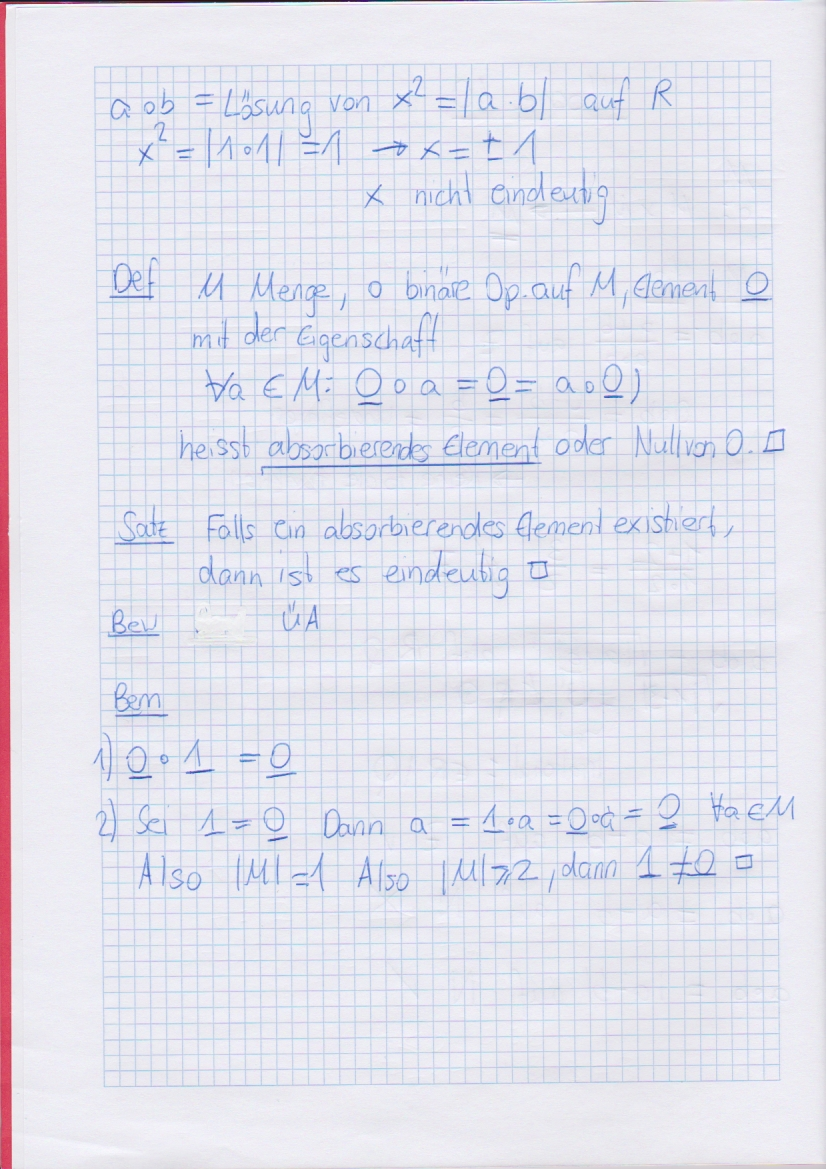 a ∘ b = Lösung von x² = |a · b| auf R
x² = |1 ∘ 1| = 1 → x = ± 1
x nicht eindeutig
Def M Menge, ∘ binäre Op. auf M, Element 0
mit der Eigenschaft
∀a ∈ M: 0 ∘ a = 0 = a ∘ 0)
heisst absorbierendes Element oder Null von O. □
Satz Falls ein absorbierendes Element existiert,
dann ist es eindeutig □
Bew ÜA
Bem
1) 0 ∘ 1 = 0
2) Sei 1 = 0 Dann a = 1 ∘ a = 0 ∘ a = 0 ∀a ∈ M
Also |M| = 1 Also |M| ≥ 2, dann 1 ≠ 0 □